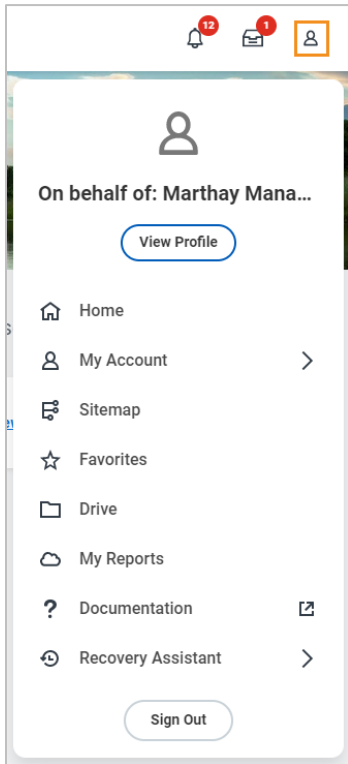 12
1
On behalf of: Marthay Mana...
View Profile
Home
My Account
Sitemap
Favorites
Drive
My Reports
Documentation
Recovery Assistant
Sign Out